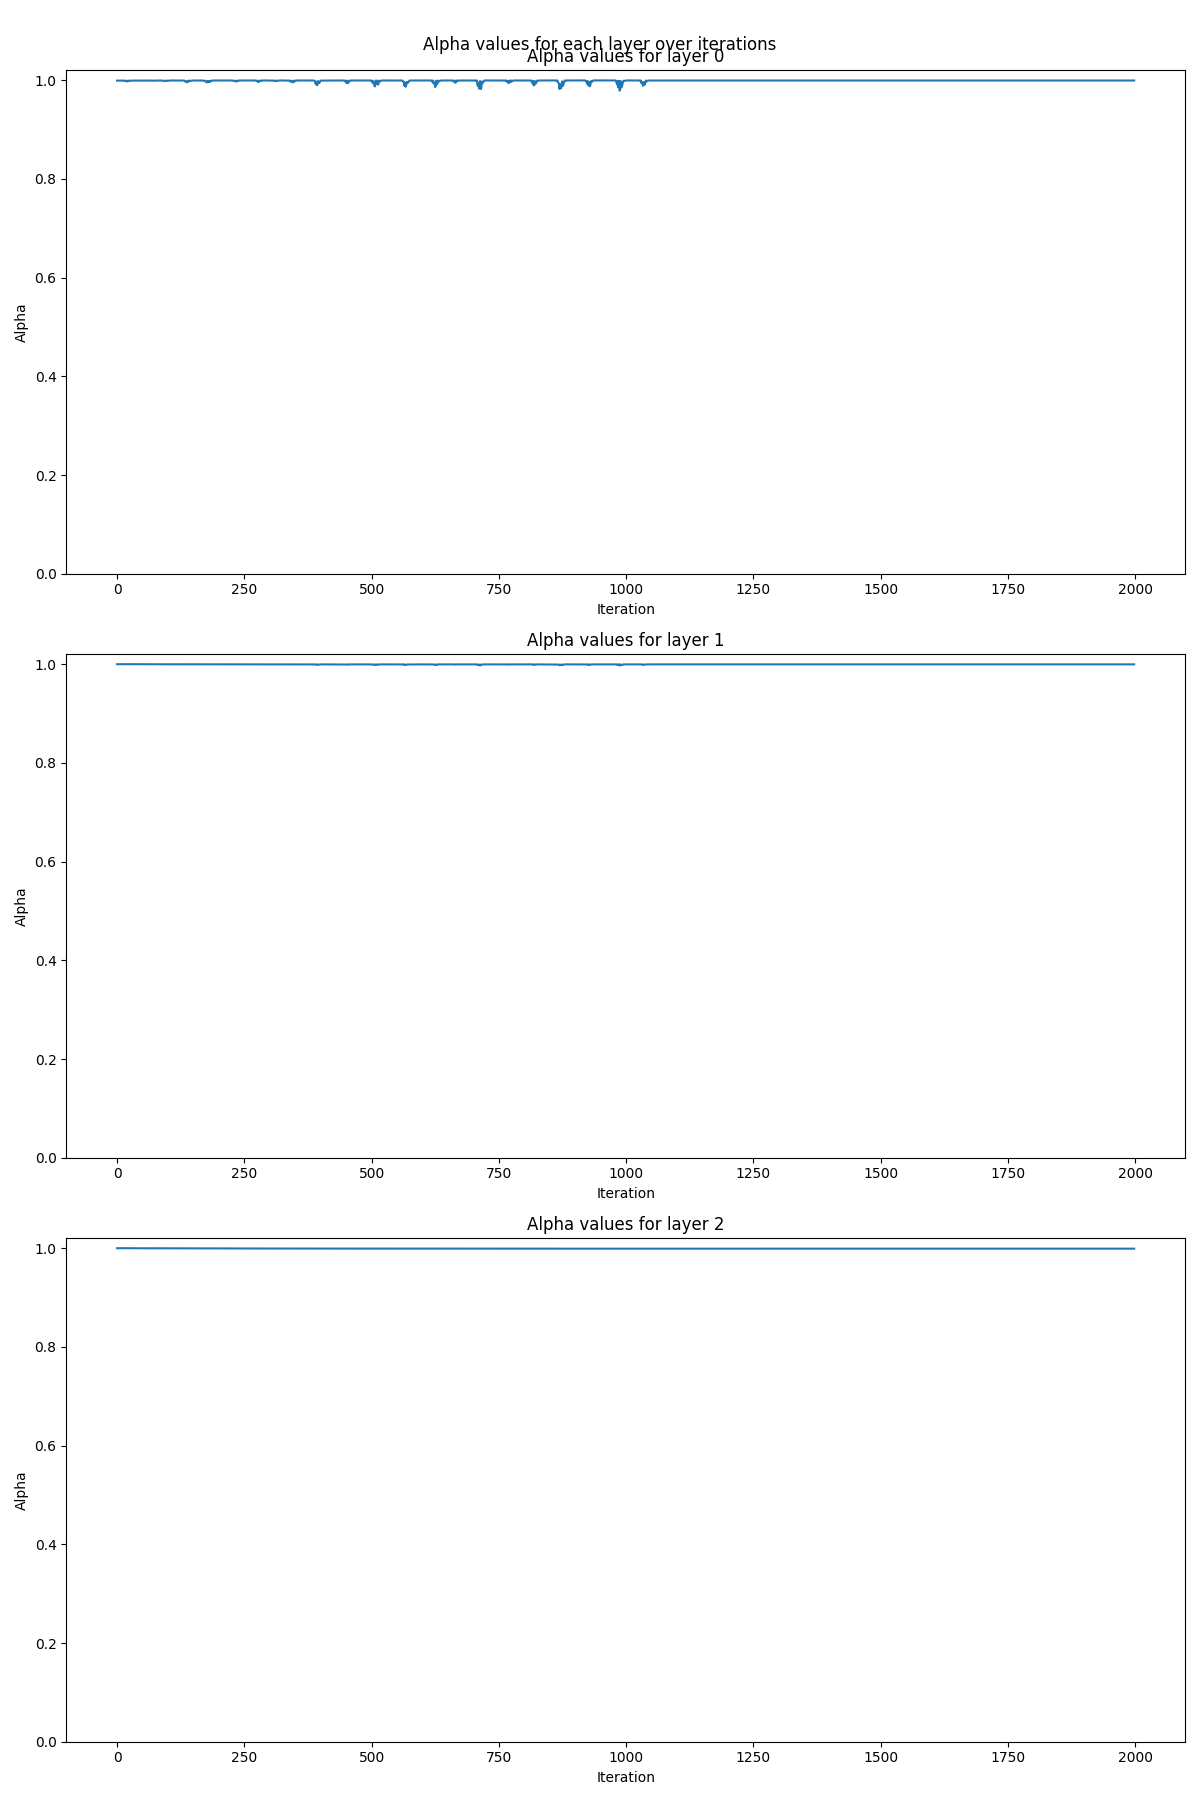 Alpha values for each layer over iterations
Alpha values for layer 0
1.0
0.8
0.6
0.4
0.2
0.0
Alpha
0 250 500 750 1000 1250 1500 1750 2000
Iteration
Alpha values for layer 1
1.0
0.8
0.6
0.4
0.2
0.0
Alpha
0 250 500 750 1000 1250 1500 1750 2000
Iteration
Alpha values for layer 2
1.0
0.8
0.6
0.4
0.2
0.0
Alpha
0 250 500 750 1000 1250 1500 1750 2000
Iteration